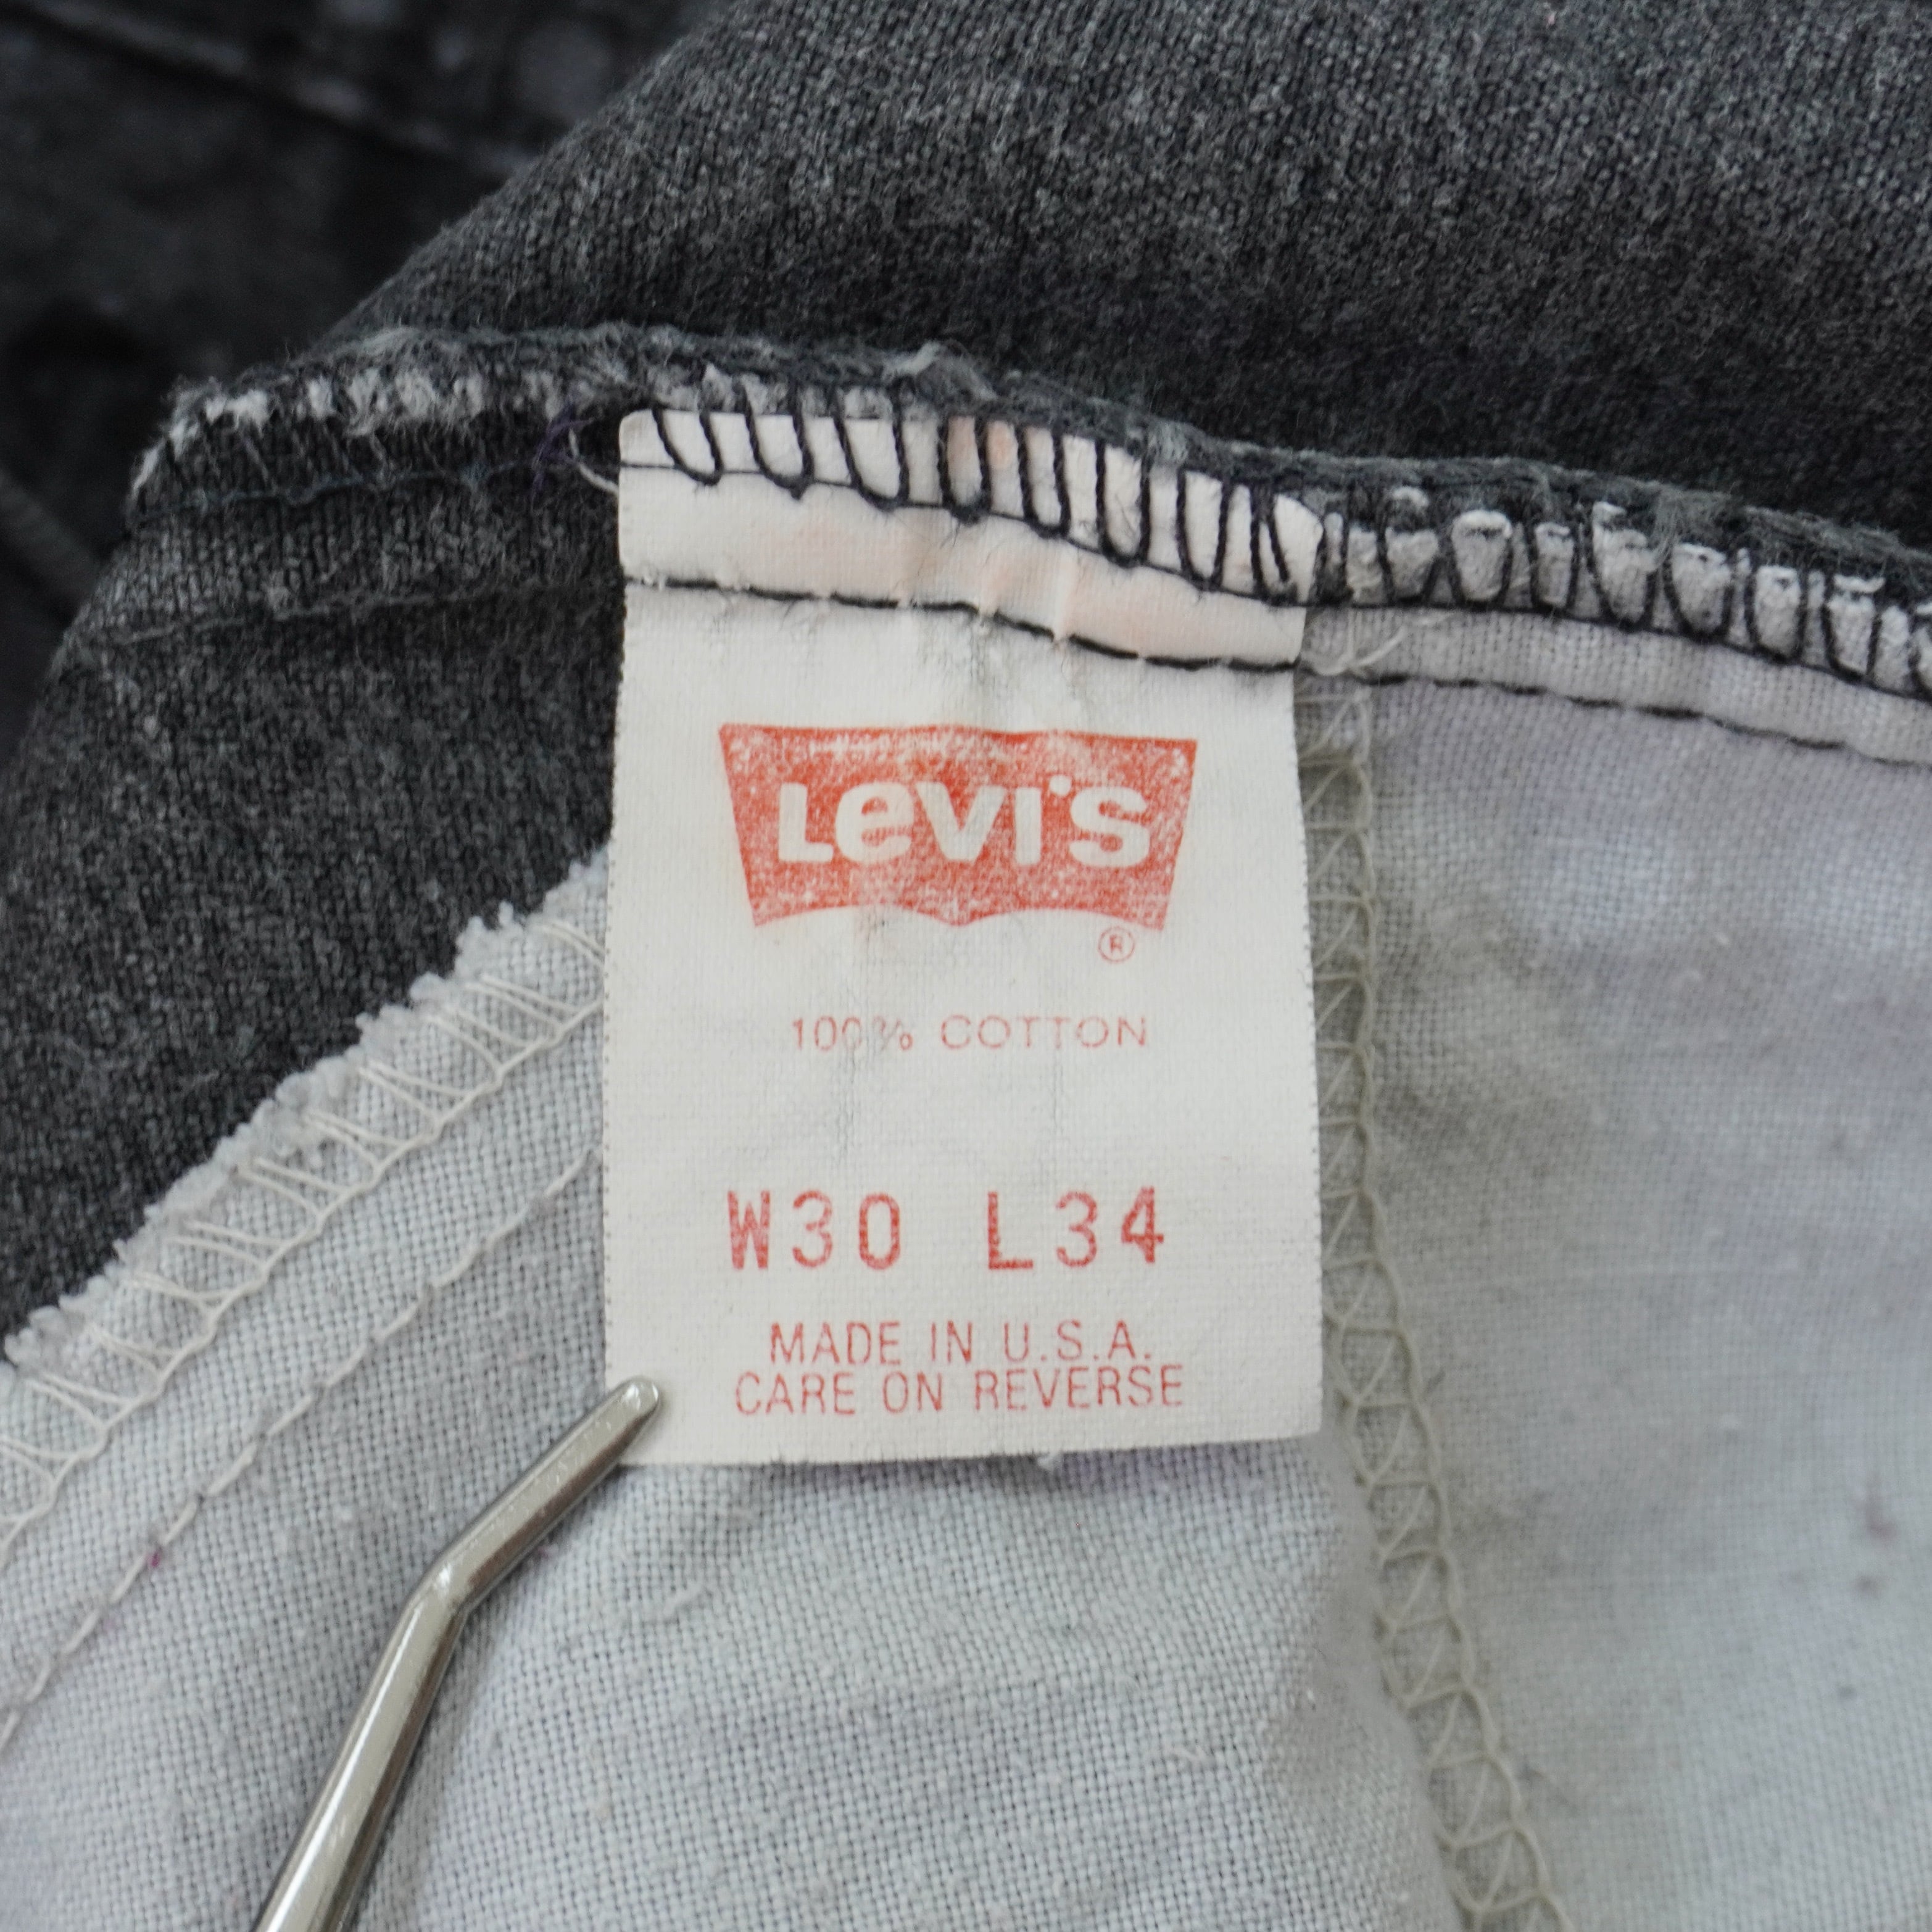 Levi's
®
100% COTTON
W30 L34
MADE IN U.S.A.
CARE ON REVERSE